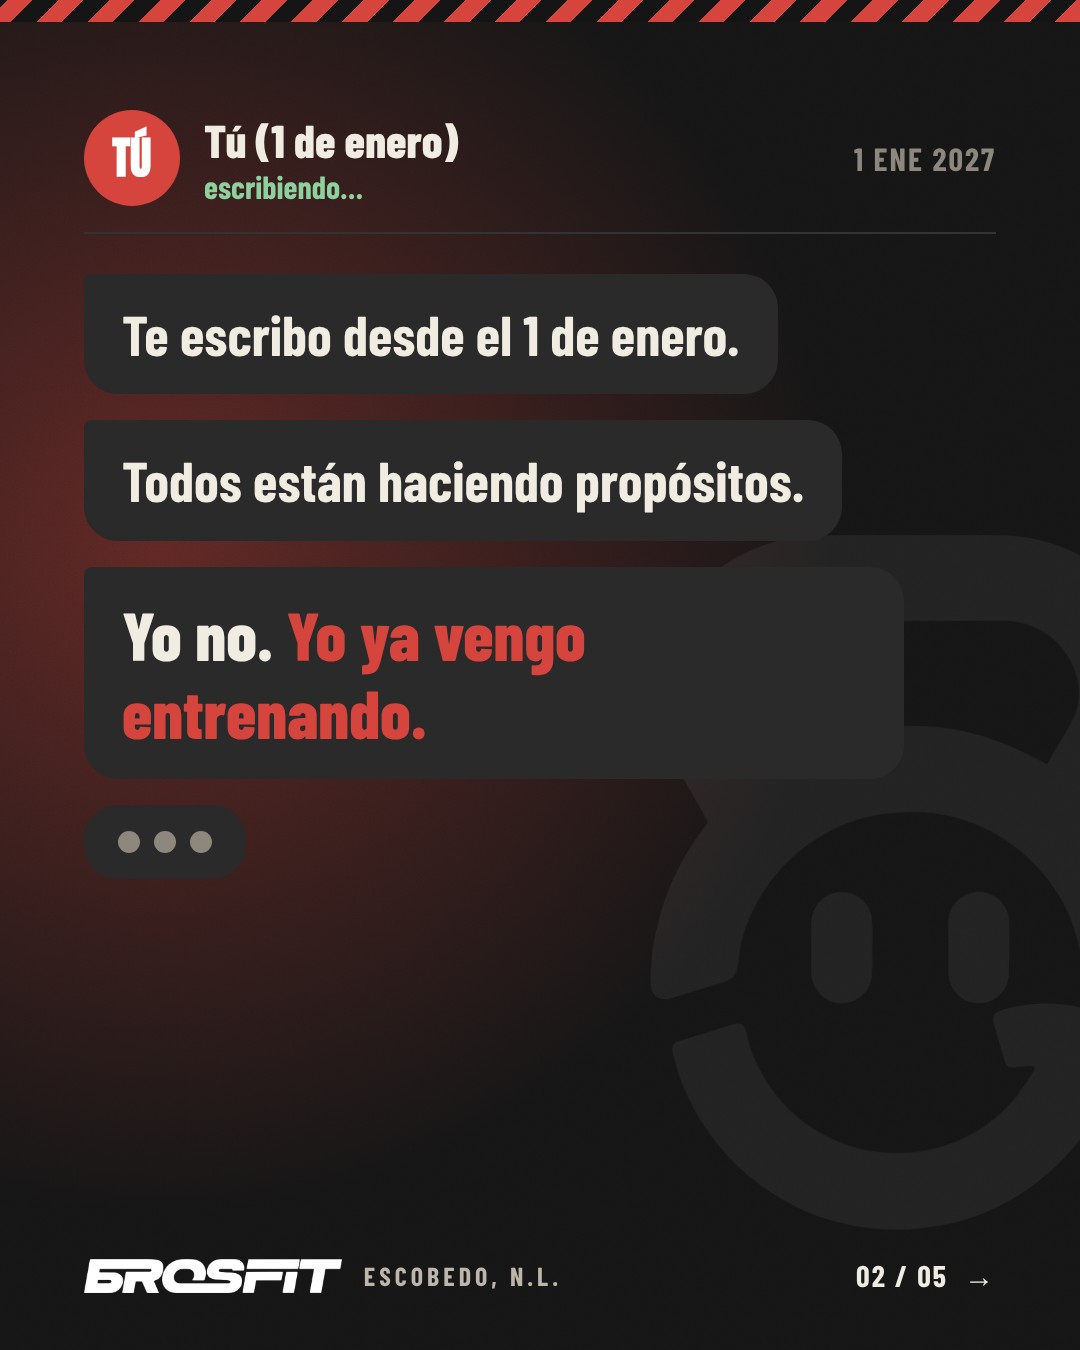 TÚ
Tú (1 de enero)
escribiendo...
1 ENE 2027
Te escribo desde el 1 de enero.
Todos están haciendo propósitos.
Yo no. Yo ya vengo
entrenando.
BROSFIT ESCOBEDO, N.L.
02 / 05 →